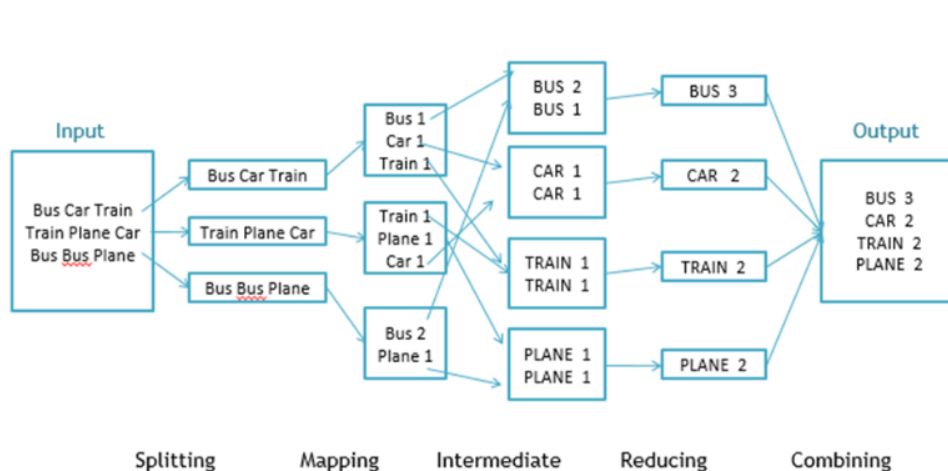 Input
Bus Car Train
Train Plane Car
Bus Bus Plane
Bus Car Train
Train Plane Car
Bus Bus Plane
Bus 1
Car 1
Train 1
Train 1
Plane 1
Car 1
Bus 2
Plane 1
BUS 2
BUS 1
CAR 1
CAR 1
TRAIN 1
TRAIN 1
PLANE 1
PLANE 1
BUS 3
CAR 2
TRAIN 2
PLANE 2
Output
BUS 3
CAR 2
TRAIN 2
PLANE 2
Splitting
Mapping
Intermediate
Reducing
Combining